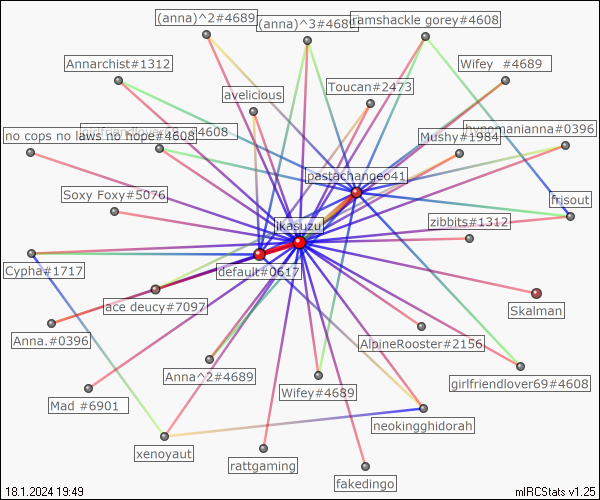 (anna)^2#4689
(anna)^3#4689
ramshackle gorey#4608
Annarchist#1312
Wifey #4689
Toucan#2473
avelicious
no cops no laws no hope#4608
#4608
Mushy#1984
hypnomanianna#0396
pastachange041
Soxy Foxy#5076
frisout
zibbits#1312
jkasuzu
Cypha#1717
default#0617
ace deucy#7097
Skalman
Anna.#0396
AlpineRooster#2156
Anna^2#4689
Wifey#4689
girlfriendlover69#4608
Mad #6901
neokingghidorah
xenoyaut
rattgaming
fakedingo
18.1.2024 19:49
mIRCStats v1.25